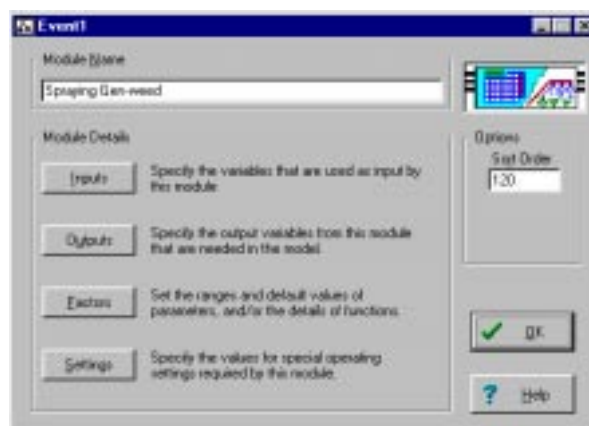 Event1
Module Name
Spraying Gen-weed
Module Details
Inputs
Specify the variables that are used as input by
this module
Outputs
Specify the output variables from this module
that are needed in the model.
Factors
Set the ranges and default values of
parameters, and/or the details of functions.
Settings
Specify the values for special operating
settings required by this module.
Options
Sort Order
120
OK
Help